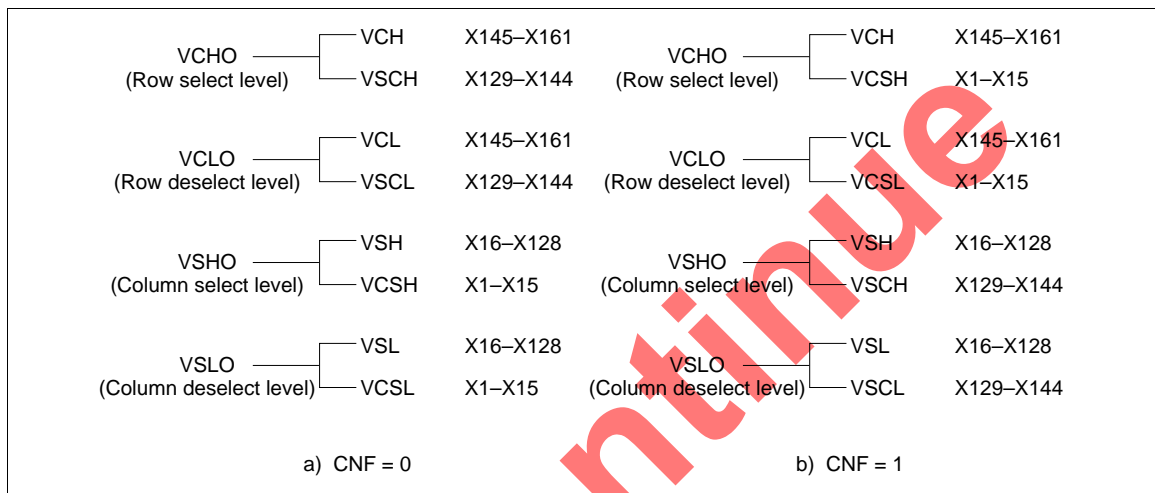 VCHO
(Row select level)
VCH X145–X161
VSCH X129–X144
VCLO
(Row deselect level)
VCL X145–X161
VSCL X129–X144
VSHO
(Column select level)
VSH X16–X128
VCSH X1–X15
VSLO
(Column deselect level)
VSL X16–X128
VCSL X1–X15
a) CNF = 0
VCHO
(Row select level)
VCH X145–X161
VCSH X1–X15
VCLO
(Row deselect level)
VCL X145–X161
VCSL X1–X15
VSHO
(Column select level)
VSH X16–X128
VSCH X129–X144
VSLO
(Column deselect level)
VSL X16–X128
VSCL X129–X144
b) CNF = 1
ntinue